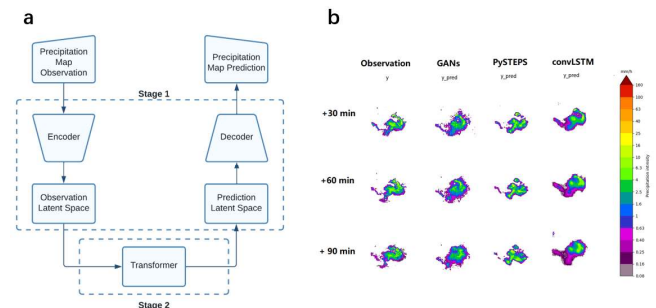 a
Precipitation
Map
Observation
Precipitation
Map Prediction
Stage 1
Encoder
Decoder
Observation
Latent Space
Prediction
Latent Space
Transformer
Stage 2
b
Observation GANs PySTEPS convLSTM
y y_pred y_pred y_pred
+30 min
+60 min
+ 90 min
mm/h
160
100
63
40
25
16
10
6.3
4
2.5
1.6
1
0.63
0.40
0.25
0.16
0.08
Precipitation intensity